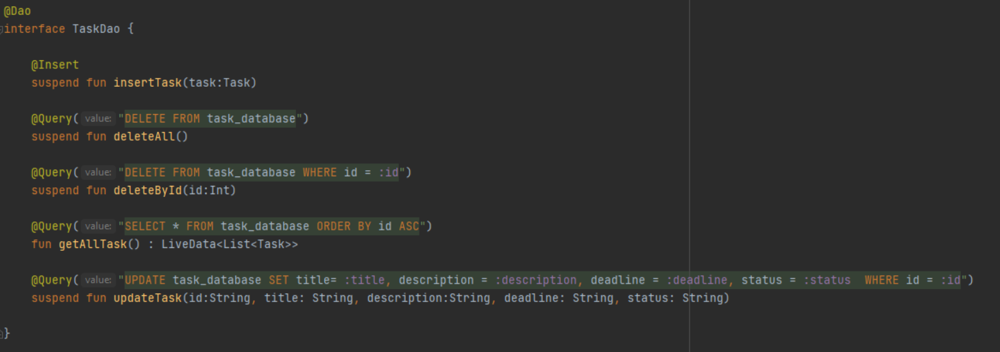 @Dao
interface TaskDao {
@Insert
suspend fun insertTask(task:Task)
@Query( value: "DELETE FROM task_database")
suspend fun deleteAll()
@Query( value: "DELETE FROM task_database WHERE id = :id")
suspend fun deleteById(id:Int)
@Query( value: "SELECT * FROM task_database ORDER BY id ASC")
fun getAllTask() : LiveData<List<Task>>
@Query( value: "UPDATE task_database SET title= :title, description = :description, deadline = :deadline, status = :status  WHERE id = :id")
suspend fun updateTask(id:String, title: String, description:String, deadline: String, status: String)
}